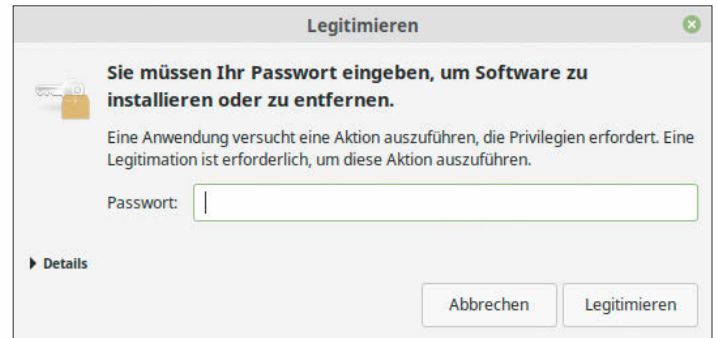 Legitimieren
Sie müssen Ihr Passwort eingeben, um Software zu
installieren oder zu entfernen.
Eine Anwendung versucht eine Aktion auszuführen, die Privilegien erfordert. Eine
Legitimation ist erforderlich, um diese Aktion auszuführen.
Passwort:
Details
Abbrechen
Legitimieren